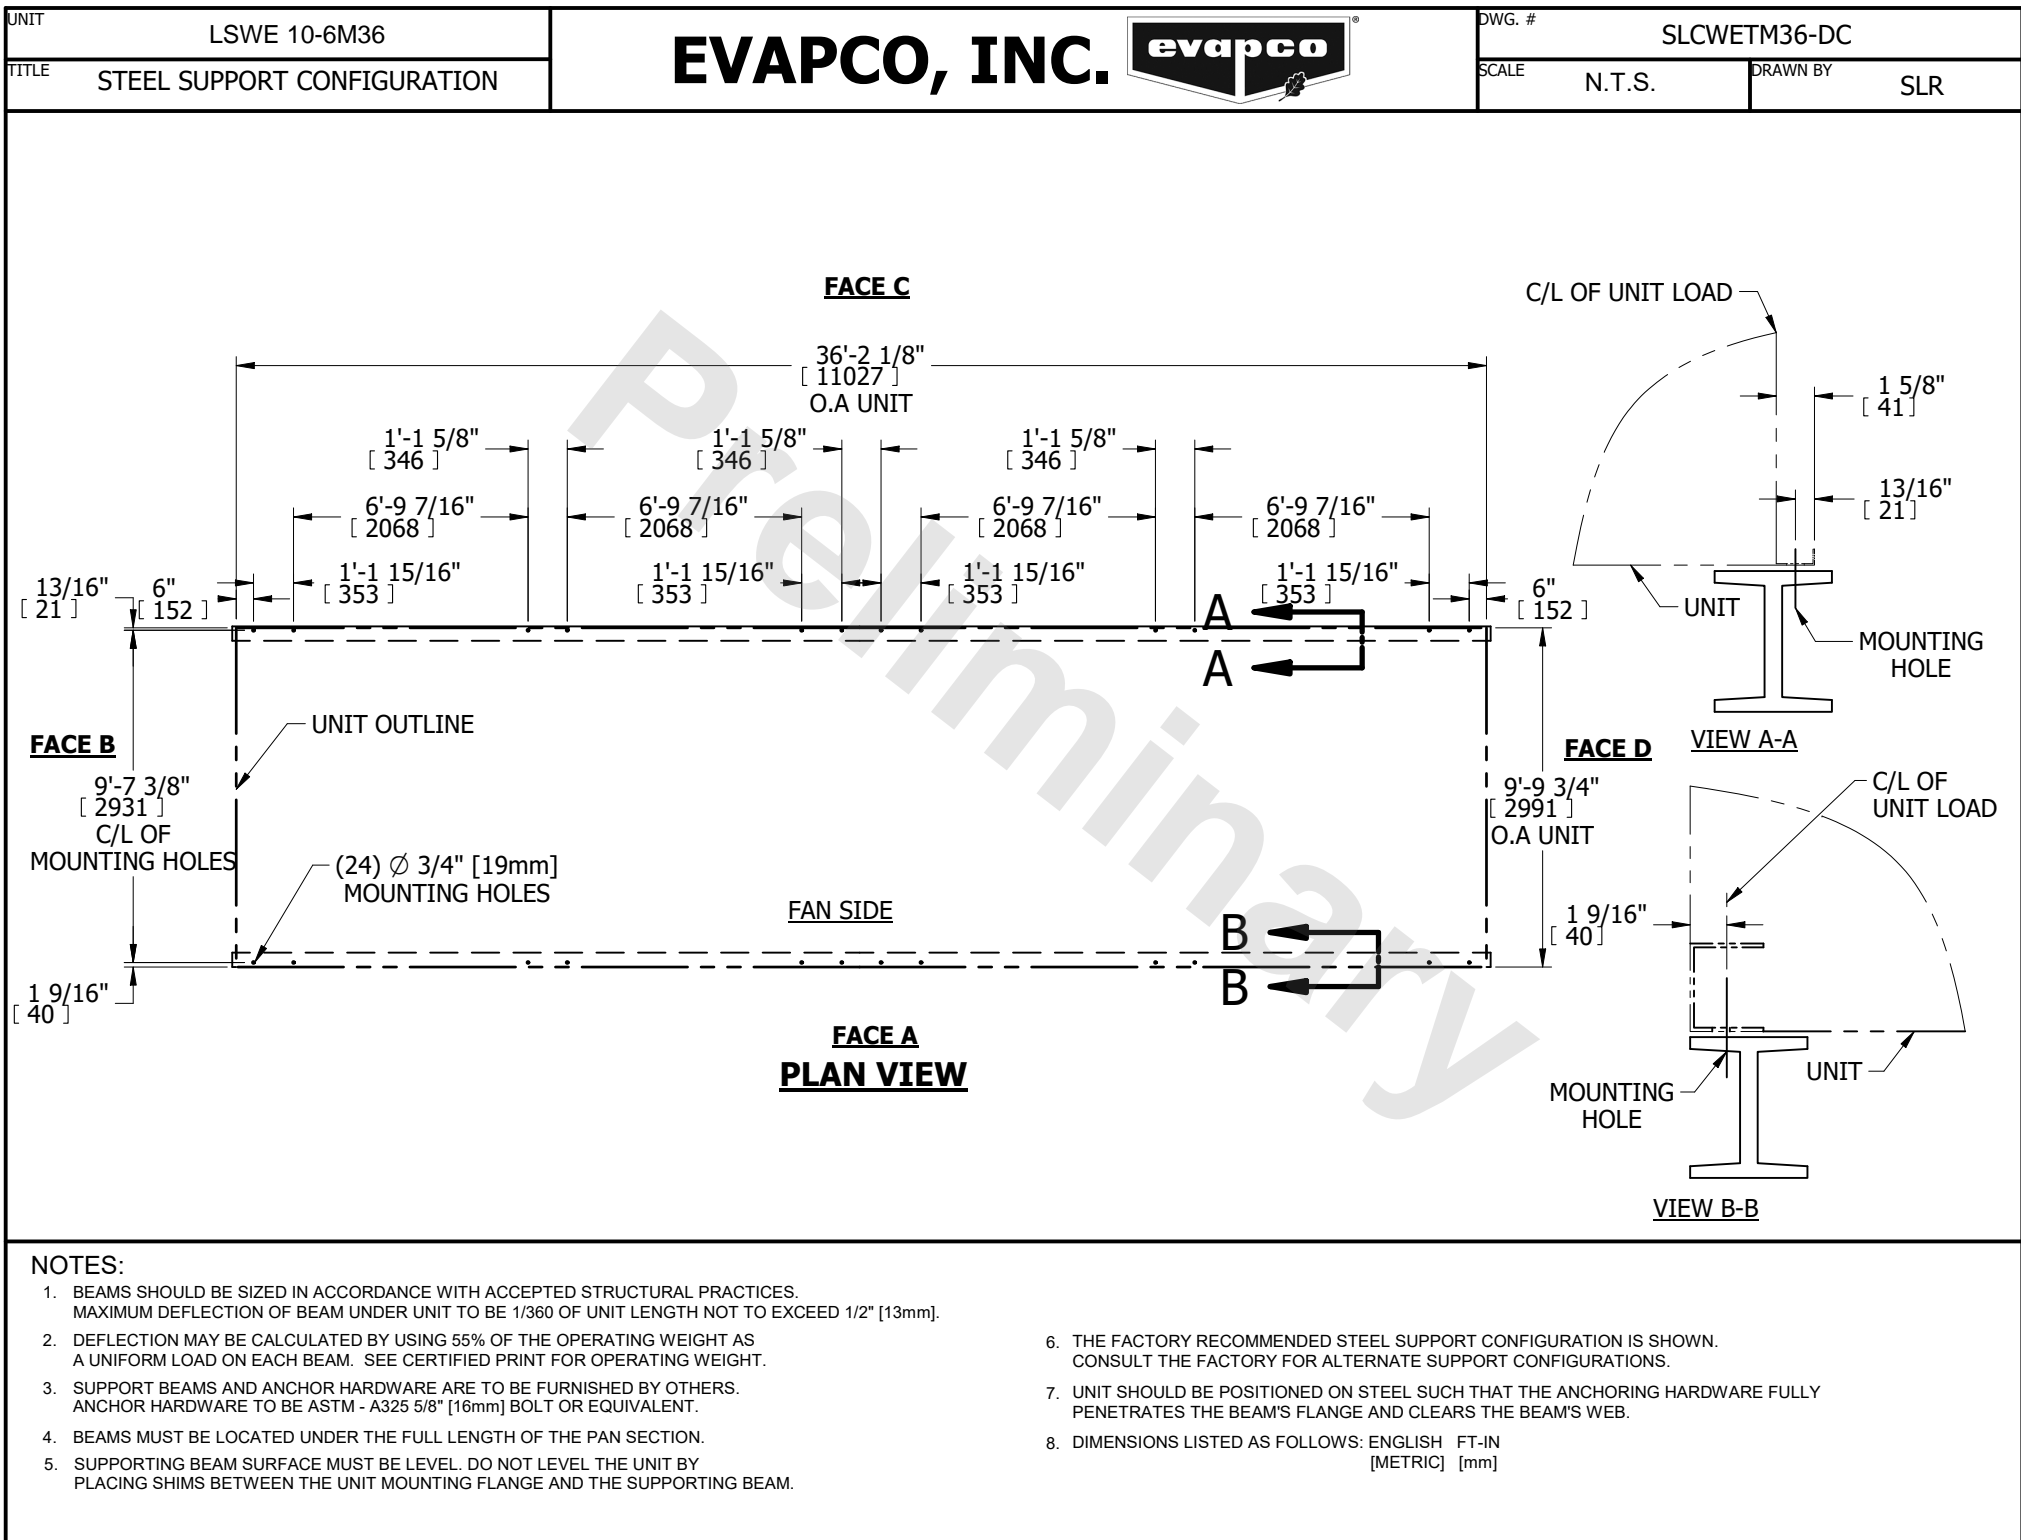 UNIT
LSWE 10-6M36
TITLE
STEEL SUPPORT CONFIGURATION
EVAPCO, INC.
evapco
®
DWG. #
SLCWETM36-DC
SCALE
N.T.S.
DRAWN BY
SLR
Preliminary
FACE C
36'-2 1/8"
[ 11027 ]
O.A UNIT
1'-1 5/8"
[ 346 ]
1'-1 5/8"
[ 346 ]
1'-1 5/8"
[ 346 ]
6'-9 7/16"
[ 2068 ]
6'-9 7/16"
[ 2068 ]
6'-9 7/16"
[ 2068 ]
6'-9 7/16"
[ 2068 ]
13/16"
[ 21 ]
6"
[ 152 ]
1'-1 15/16"
[ 353 ]
1'-1 15/16"
[ 353 ]
1'-1 15/16"
[ 353 ]
1'-1 15/16"
[ 353 ]
6"
[ 152 ]
A
A
UNIT OUTLINE
FACE B
9'-7 3/8"
[ 2931 ]
C/L OF
MOUNTING HOLES
(24) Ø 3/4" [19mm]
MOUNTING HOLES
FAN SIDE
B
B
FACE D
9'-9 3/4"
[ 2991 ]
O.A UNIT
1 9/16"
[ 40 ]
FACE A
PLAN VIEW
C/L OF UNIT LOAD
1 5/8"
[ 41 ]
13/16"
[ 21 ]
UNIT
MOUNTING
HOLE
VIEW A-A
C/L OF
UNIT LOAD
1 9/16"
[ 40 ]
UNIT
MOUNTING
HOLE
VIEW B-B
NOTES:
1. BEAMS SHOULD BE SIZED IN ACCORDANCE WITH ACCEPTED STRUCTURAL PRACTICES.
MAXIMUM DEFLECTION OF BEAM UNDER UNIT TO BE 1/360 OF UNIT LENGTH NOT TO EXCEED 1/2" [13mm].
2. DEFLECTION MAY BE CALCULATED BY USING 55% OF THE OPERATING WEIGHT AS
A UNIFORM LOAD ON EACH BEAM. SEE CERTIFIED PRINT FOR OPERATING WEIGHT.
3. SUPPORT BEAMS AND ANCHOR HARDWARE ARE TO BE FURNISHED BY OTHERS.
ANCHOR HARDWARE TO BE ASTM - A325 5/8" [16mm] BOLT OR EQUIVALENT.
4. BEAMS MUST BE LOCATED UNDER THE FULL LENGTH OF THE PAN SECTION.
5. SUPPORTING BEAM SURFACE MUST BE LEVEL. DO NOT LEVEL THE UNIT BY
PLACING SHIMS BETWEEN THE UNIT MOUNTING FLANGE AND THE SUPPORTING BEAM.
6. THE FACTORY RECOMMENDED STEEL SUPPORT CONFIGURATION IS SHOWN.
CONSULT THE FACTORY FOR ALTERNATE SUPPORT CONFIGURATIONS.
7. UNIT SHOULD BE POSITIONED ON STEEL SUCH THAT THE ANCHORING HARDWARE FULLY
PENETRATES THE BEAM'S FLANGE AND CLEARS THE BEAM'S WEB.
8. DIMENSIONS LISTED AS FOLLOWS: ENGLISH FT-IN
[METRIC] [mm]